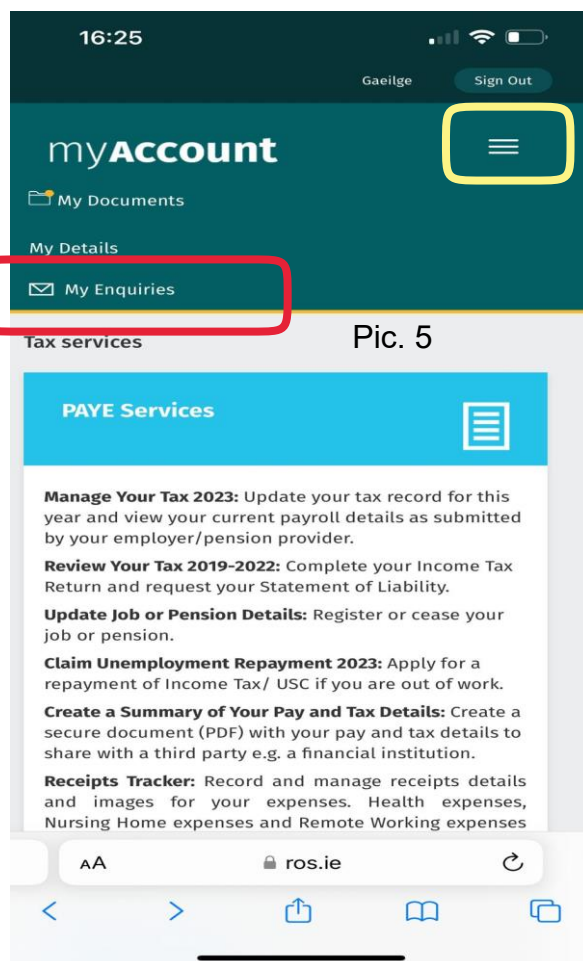 16:25
Gaeilge Sign Out
myAccount
My Documents
My Details
My Enquiries
Tax services Pic. 5
PAYE Services
Manage Your Tax 2023: Update your tax record for this
year and view your current payroll details as submitted
by your employer/pension provider.
Review Your Tax 2019-2022: Complete your Income Tax
Return and request your Statement of Liability.
Update Job or Pension Details: Register or cease your
job or pension.
Claim Unemployment Repayment 2023: Apply for a
repayment of Income Tax/ USC if you are out of work.
Create a Summary of Your Pay and Tax Details: Create a
secure document (PDF) with your pay and tax details to
share with a third party e.g. a financial institution.
Receipts Tracker: Record and manage receipts details
and images for your expenses. Health expenses,
Nursing Home expenses and Remote Working expenses
AA ros.ie